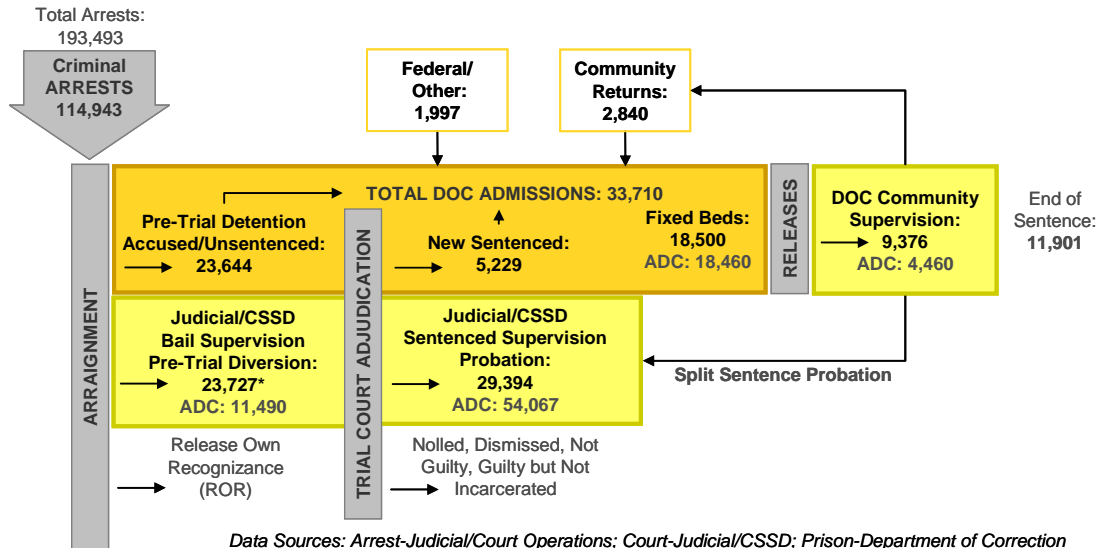 Total Arrests:
193,493
Criminal
ARRESTS
114,943
Federal/
Other:
1,997
Community
Returns:
2,840
ARRAIGNMENT
TOTAL DOC ADMISSIONS: 33,710
Pre-Trial Detention
Accused/Unsentenced:
23,644
TRIAL COURT ADJUDICATION
New Sentenced:
5,229
Fixed Beds:
18,500
ADC: 18,460
RELEASES
DOC Community
Supervision:
9,376
ADC: 4,460
End of
Sentence:
11,901
Judicial/CSSD
Bail Supervision
Pre-Trial Diversion:
23,727*
ADC: 11,490
Judicial/CSSD
Sentenced Supervision
Probation:
29,394
ADC: 54,067
Split Sentence Probation
Release Own
Recognizance
(ROR)
Nolled, Dismissed, Not
Guilty, Guilty but Not
Incarcerated
Data Sources: Arrest-Judicial/Court Operations; Court-Judicial/CSSD; Prison-Department of Correction